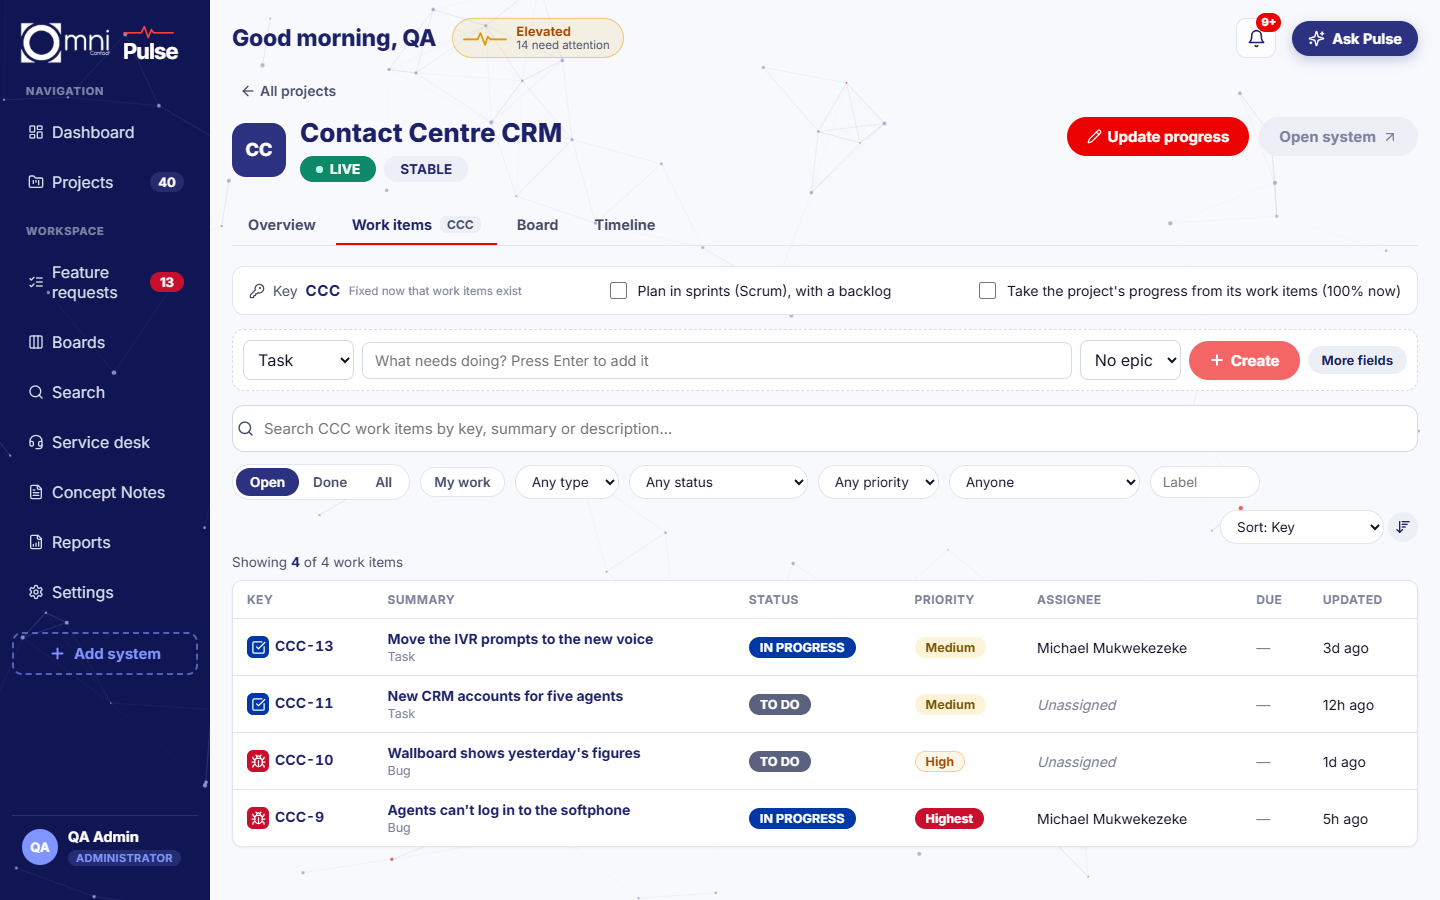 Omni
Contact
Pulse
NAVIGATION
Dashboard
Projects 40
WORKSPACE
Feature requests 13
Boards
Search
Service desk
Concept Notes
Reports
Settings
+ Add system
QA
QA Admin
ADMINISTRATOR
Good morning, QA
Elevated
14 need attention
9+
Ask Pulse
← All projects
CC
Contact Centre CRM
LIVE STABLE
Update progress
Open system
Overview Work items CCC Board Timeline
Key CCC Fixed now that work items exist
Plan in sprints (Scrum), with a backlog
Take the project's progress from its work items (100% now)
Task What needs doing? Press Enter to add it No epic + Create More fields
Search CCC work items by key, summary or description...
Open Done All My work Any type Any status Any priority Anyone Label
Sort: Key
Showing 4 of 4 work items
KEY SUMMARY STATUS PRIORITY ASSIGNEE DUE UPDATED
CCC-13 Move the IVR prompts to the new voice IN PROGRESS Medium Michael Mukwekezeke — 3d ago
Task
CCC-11 New CRM accounts for five agents TO DO Medium Unassigned — 12h ago
Task
CCC-10 Wallboard shows yesterday's figures TO DO High Unassigned — 1d ago
Bug
CCC-9 Agents can't log in to the softphone IN PROGRESS Highest Michael Mukwekezeke — 5h ago
Bug